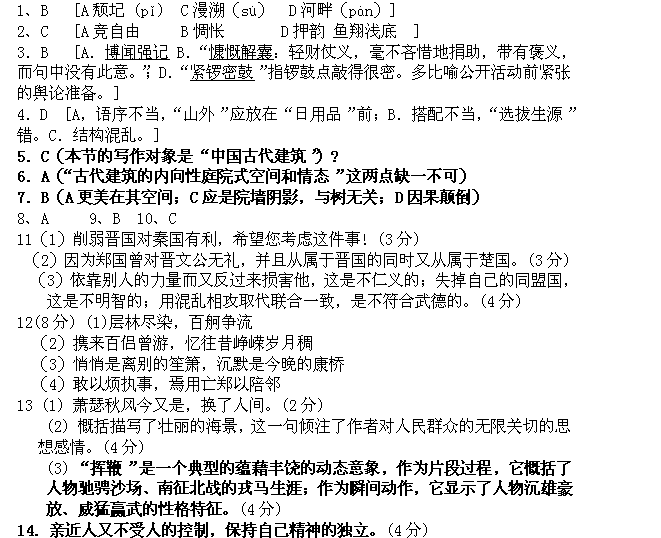 1、B [A颓圮（pǐ） C漫溯（sù） D河畔（pàn）]
2、C [A竞自由 B惆怅 D押韵 鱼翔浅底 ]
3．B [A．博闻强记 B．“慷慨解囊：轻财仗义，毫不吝惜地捐助，带有褒义，
而句中没有此意。”；D．“紧锣密鼓”指锣鼓点敲得很密。多比喻公开活动前紧张
的舆论准备。]
4．D [A，语序不当，“山外”应放在“日用品”前；B．搭配不当，“选拔生源”
错。C．结构混乱。]
5．C（本节的写作对象是“中国古代建筑”）？
6．A（“古代建筑的内向性庭院式空间和情态”这两点缺一不可）
7．B（A更美在其空间；C应是院墙阴影，与树无关；D因果颠倒）
8、A 9、B 10、C
11（1）削弱晋国对秦国有利，希望您考虑这件事！（3分）
（2）因为郑国曾对晋文公无礼，并且从属于晋国的同时又从属于楚国。（3分）
（3）依靠别人的力量而又反过来损害他，这是不仁义的；失掉自己的同盟国，
这是不明智的；用混乱相攻取代联合一致，是不符合武德的。（4分）
12(8分) (1)层林尽染，百舸争流
（2）携来百侣曾游，忆往昔峥嵘岁月稠
（3）悄悄是离别的笙箫，沉默是今晚的康桥
（4）敢以烦执事，焉用亡郑以陪邻
13（1）萧瑟秋风今又是，换了人间。（2分）
（2）概括描写了壮丽的海景，这一句倾注了作者对人民群众的无限关切的思
想感情。（4分）
（3）“挥鞭”是一个典型的蕴藉丰饶的动态意象，作为片段过程，它概括了
人物驰骋沙场、南征北战的戎马生涯；作为瞬间动作，它显示了人物沉雄豪
放、威猛赢武的性格特征。（4分）
14．亲近人又不受人的控制，保持自己精神的独立。（4分）